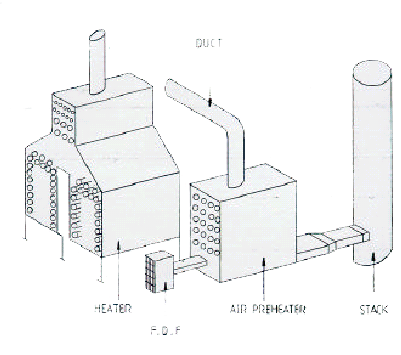 DUCT
HEATER
AIR PREHEATER
STACK
F.D.F